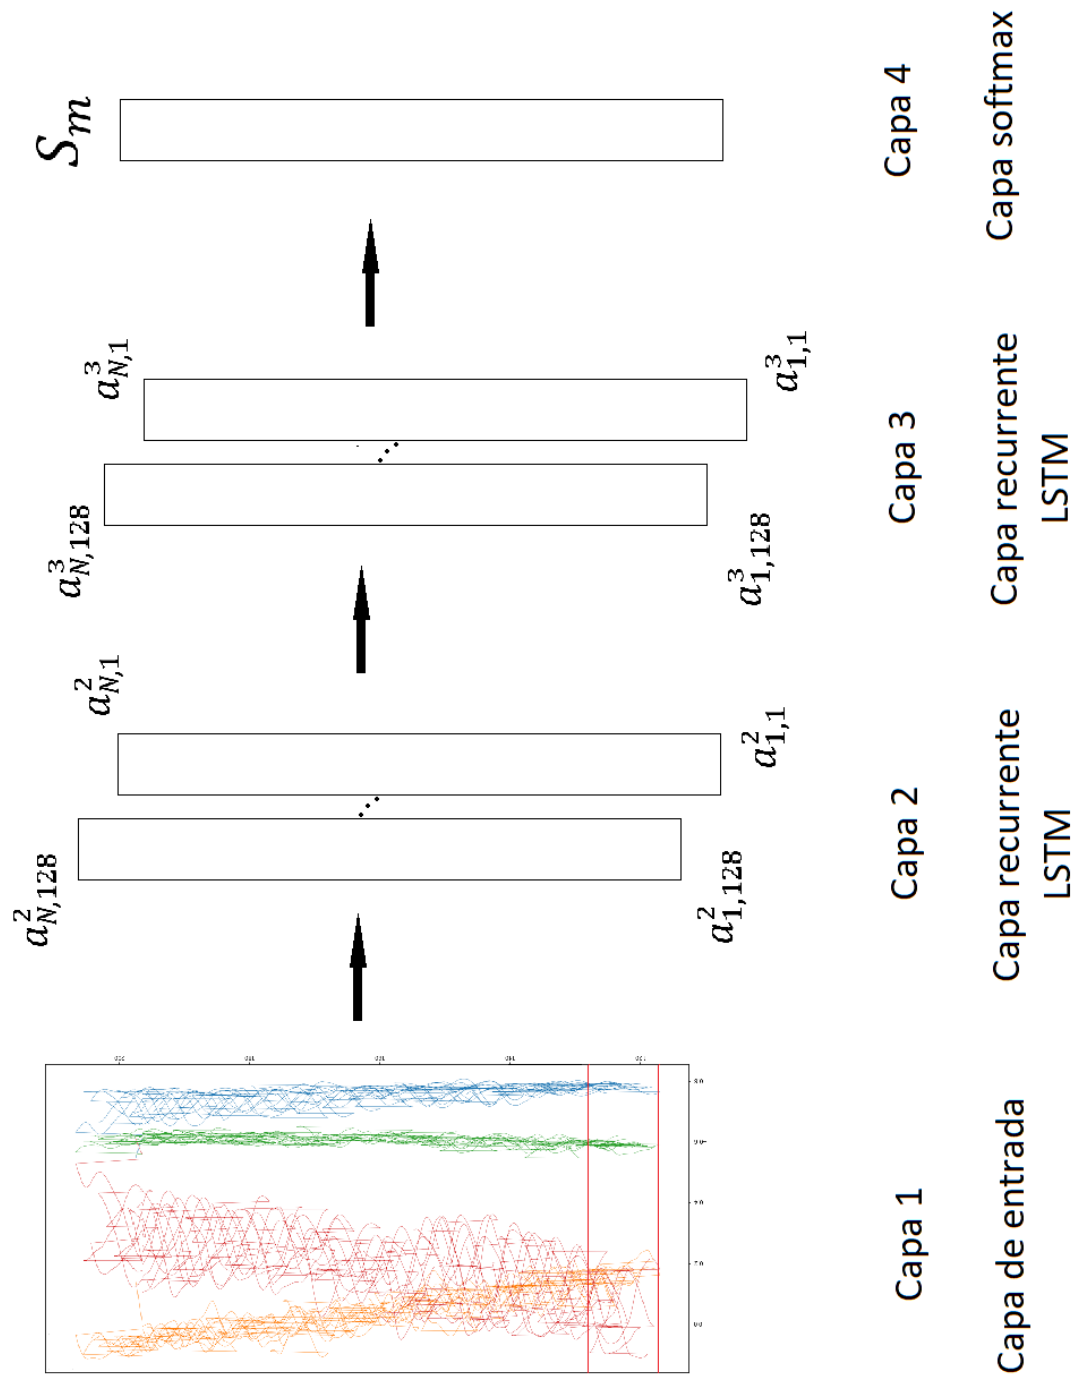 Capa 1
Capa de entrada
$a^2_{N,128}$
$a^2_{N,1}$
$a^2_{1,128}$
$a^2_{1,1}$
Capa 2
Capa recurrente
LSTM
$a^3_{N,128}$
$a^3_{N,1}$
$a^3_{1,128}$
$a^3_{1,1}$
Capa 3
Capa recurrente
LSTM
$S_m$
Capa 4
Capa softmax